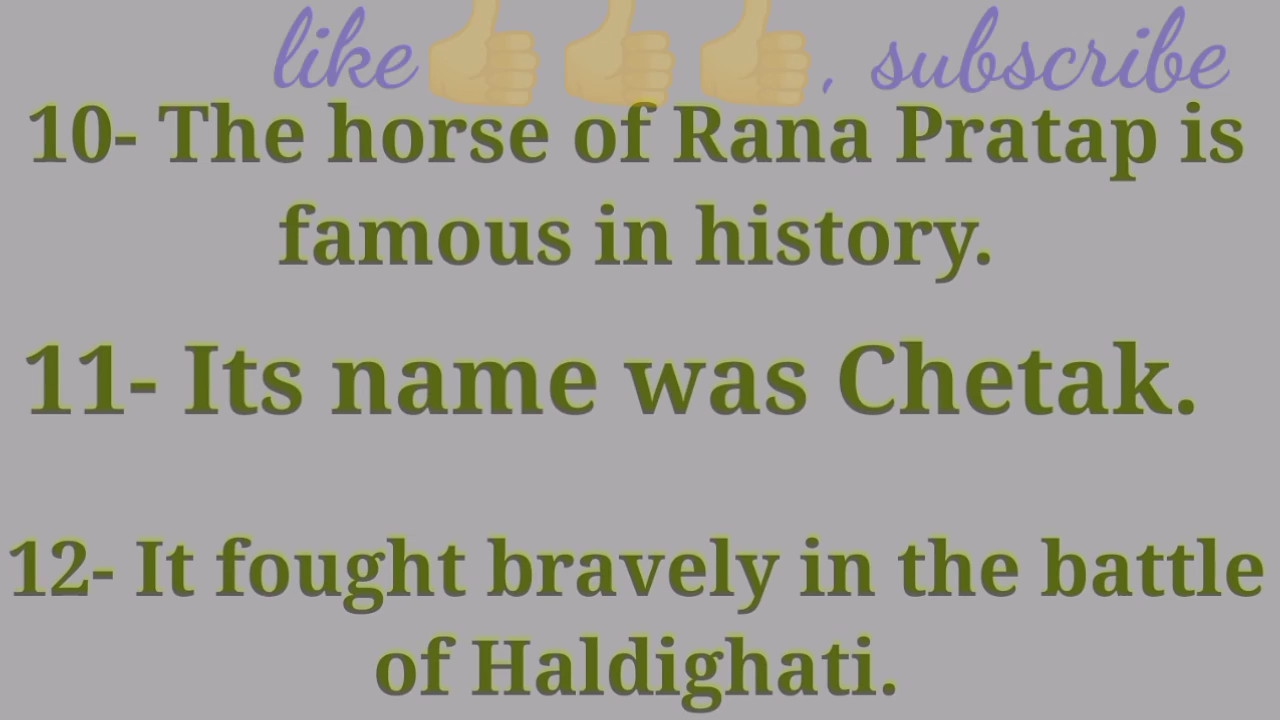 like👍👍👍, subscribe
10- The horse of Rana Pratap is
famous in history.
11- Its name was Chetak.
12- It fought bravely in the battle
of Haldighati.